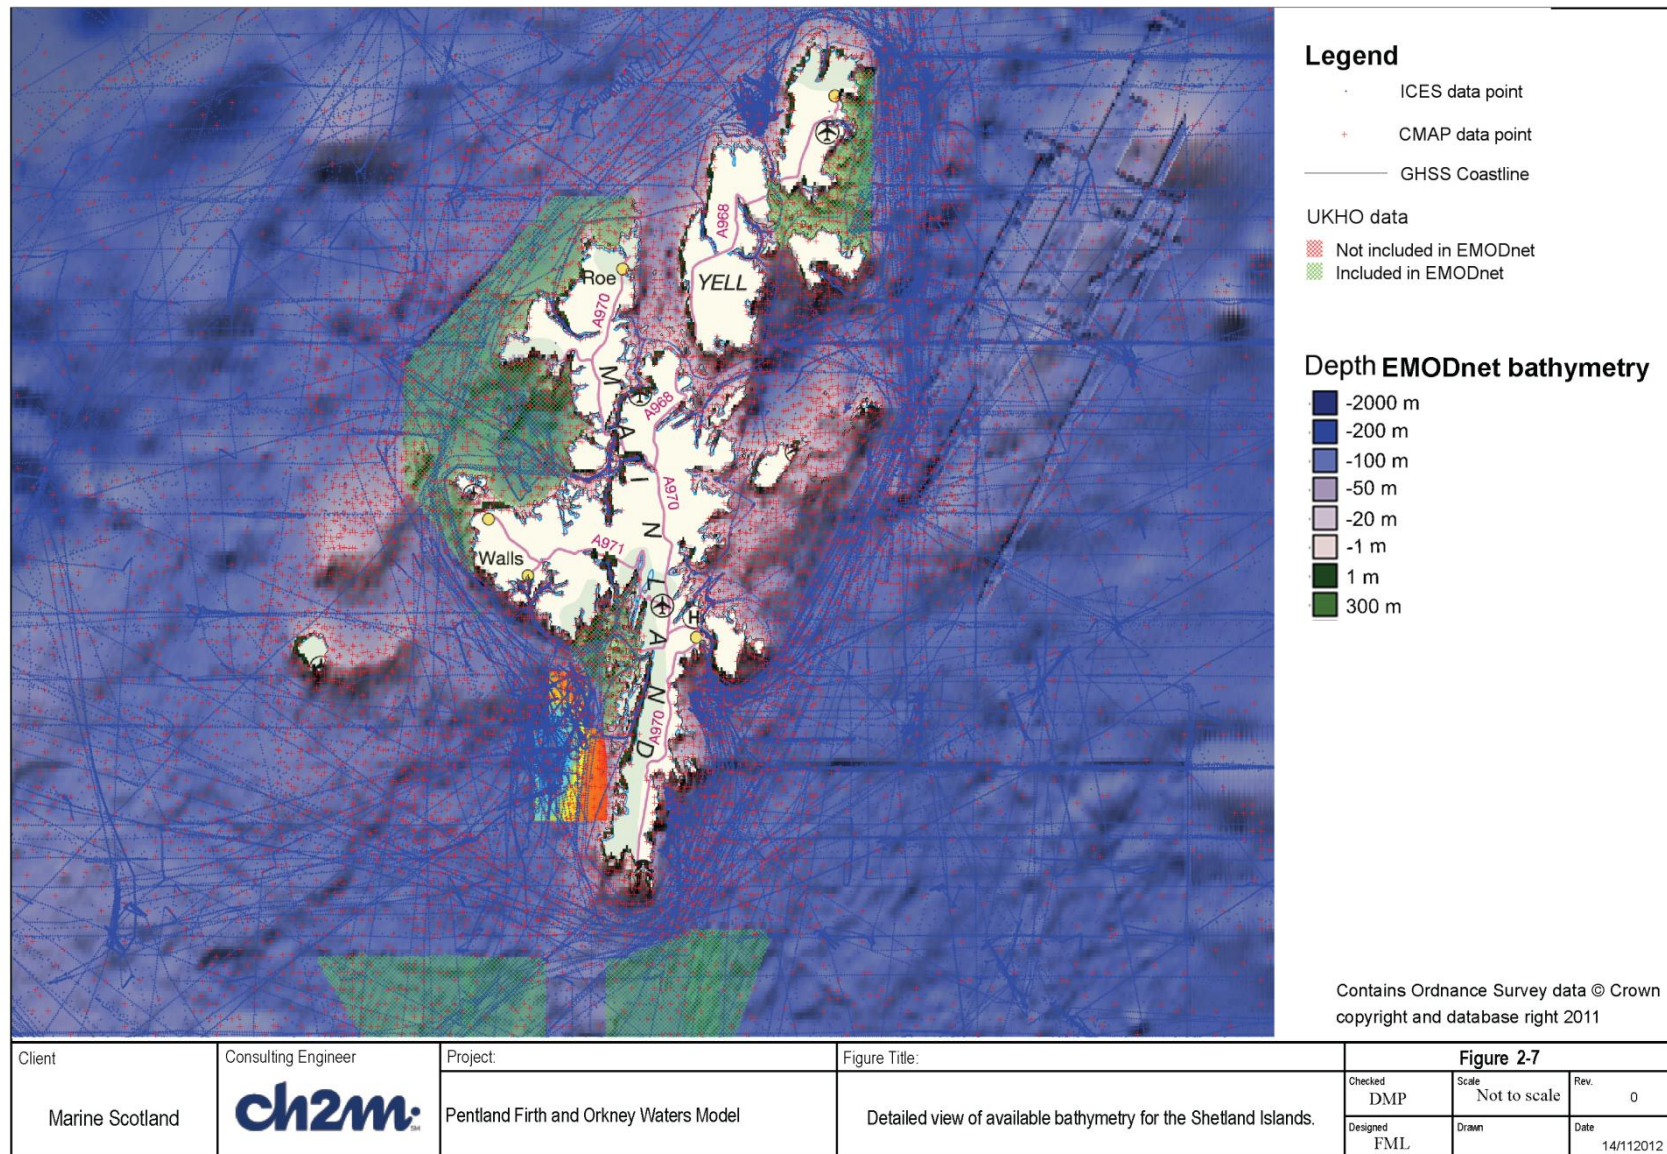 Roe
A970
A968
YELL
MAINLAND
A968
A970
Walls
A971
H
A970
Legend
ICES data point
CMAP data point
GHSS Coastline
UKHO data
Not included in EMODnet
Included in EMODnet
Depth EMODnet bathymetry
-2000 m
-200 m
-100 m
-50 m
-20 m
-1 m
1 m
300 m
Contains Ordnance Survey data © Crown
copyright and database right 2011
Client
Marine Scotland
Consulting Engineer
ch2m:
SM
Project:
Pentland Firth and Orkney Waters Model
Figure Title:
Detailed view of available bathymetry for the Shetland Islands.
Figure 2-7
Checked
DMP
Scale
Not to scale
Rev.
0
Designed
FML
Drawn
Date
14/112012